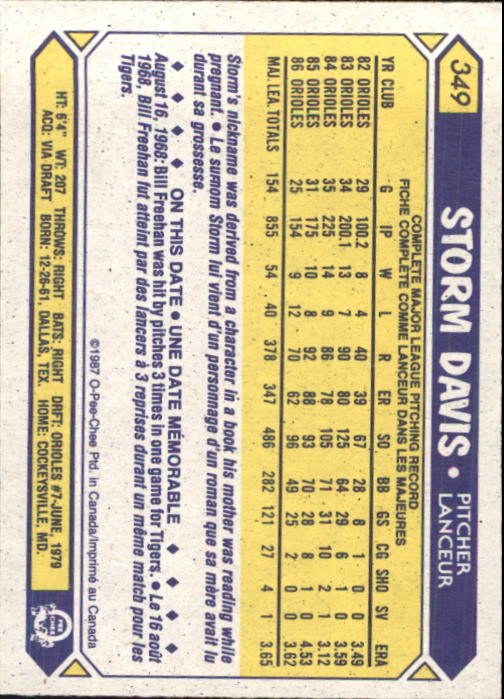 349
STORM DAVIS • PITCHER
LANCEUR
COMPLETE MAJOR LEAGUE PITCHING RECORD
FICHE COMPLÈTE COMME LANCEUR DANS LES MAJEURES
YR CLUB G IP W L R ER SO BB GS CG SHO SV ERA
82 ORIOLES 29 100.2 8 4 40 39 67 28 8 1 0 0 3.49
83 ORIOLES 34 200.1 13 7 90 80 125 64 29 6 1 0 3.59
84 ORIOLES 35 225 14 9 86 78 105 71 31 10 2 1 3.12
85 ORIOLES 31 175 10 8 92 88 93 70 28 8 1 0 4.53
86 ORIOLES 25 154 9 12 70 62 96 49 25 2 0 0 3.62
MAJ. LEA. TOTALS 154 855 54 40 378 347 486 282 121 27 4 1 3.65
Storm's nickname was derived from a character in a book his mother was reading while
pregnant. • Le surnom Storm lui vient d'un personnage d'un roman que sa mère avait lu
durant sa grossesse.
ON THIS DATE • UNE DATE MÉMORABLE
August 16, 1968: Bill Freehan was hit by pitches 3 times in one game for Tigers. • Le 16 août
1968, Bill Freehan fut atteint par des lancers à 3 reprises durant un même match pour les
Tigers.
©1987 O-Pee-Chee Ptd. in Canada/Imprimé au Canada
HT: 6'4" WT: 207 THROWS: RIGHT BATS: RIGHT DRFT: ORIOLES #7-JUNE, 1979
ACQ: VIA DRAFT BORN: 12-26-61, DALLAS, TEX. HOME: COCKEYSVILLE, MD.
O
PEE
CHEE